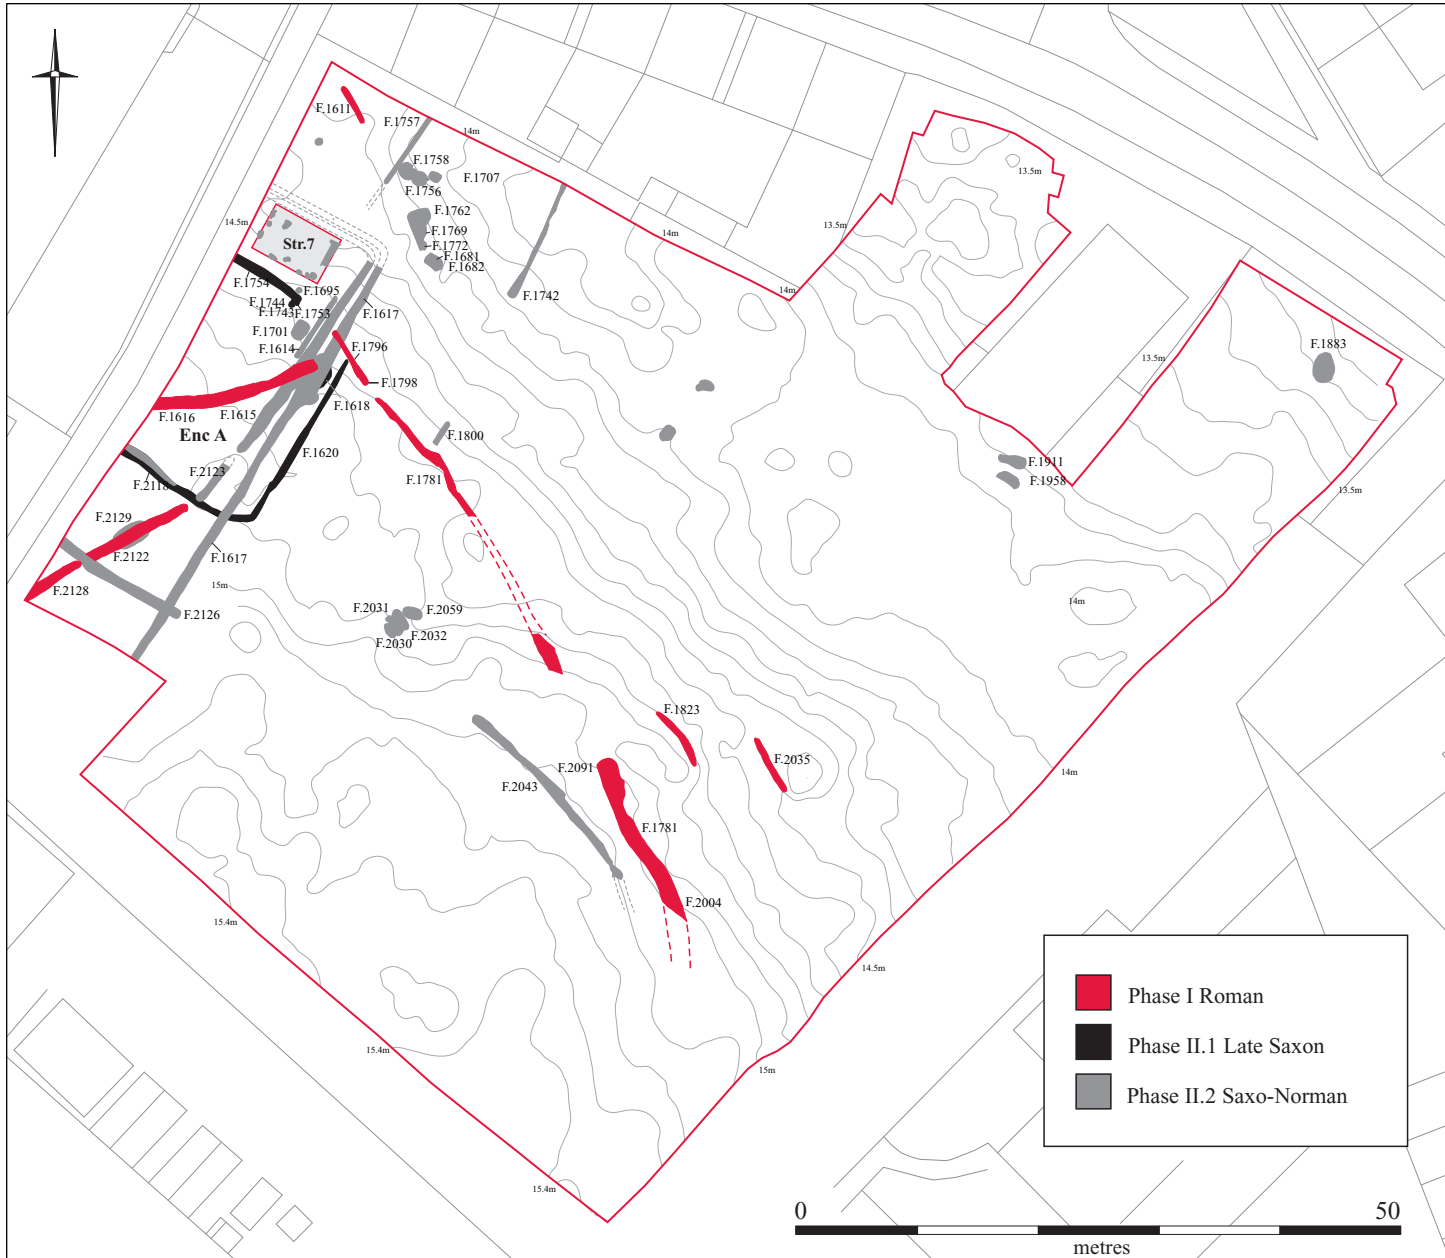 F.1611
F.1757
14m
F.1758
F.1707
F.1756
13.5m
F.1762
14.5m
Str.7
F.1769
F.1772
F.1681
F.1682
14m
13.5m
F.1754
F.1695
F.1744
F.1743
F.1753
F.1617
F.1742
14m
F.1701
F.1614
F.1796
F.1798
13.5m
F.1883
F.1616
F.1615
F.1618
Enc A
F.1800
F.1620
F.2123
F.2118
F.1781
F.1911
F.1958
13.5m
F.2129
F.2122
F.1617
F.2128
15m
F.2126
F.2031
F.2059
F.2032
F.2030
14m
F.1823
F.2091
F.2035
F.2043
14m
F.1781
F.2004
15.4m
14.5m
15.4m
15m
15.4m
Phase I Roman
Phase II.1 Late Saxon
Phase II.2 Saxo-Norman
0
50
metres